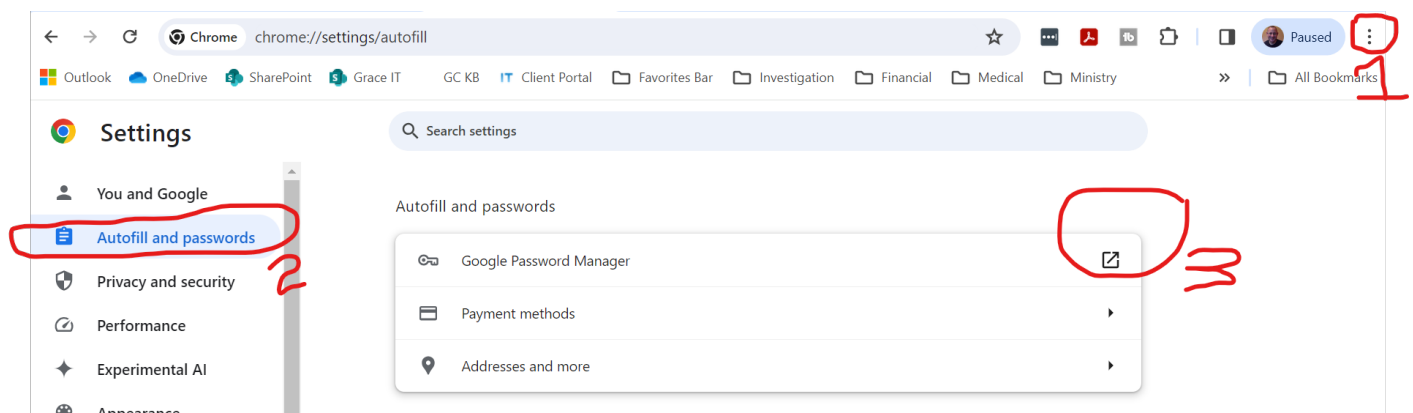 Chrome chrome://settings/autofill Paused
1
Outlook OneDrive SharePoint Grace IT GC KB IT Client Portal Favorites Bar Investigation Financial Medical Ministry » All Bookmarks
Settings
Search settings
You and Google
Autofill and passwords
2
Privacy and security
Performance
Experimental AI
Appearance
Autofill and passwords
Google Password Manager
3
Payment methods
Addresses and more